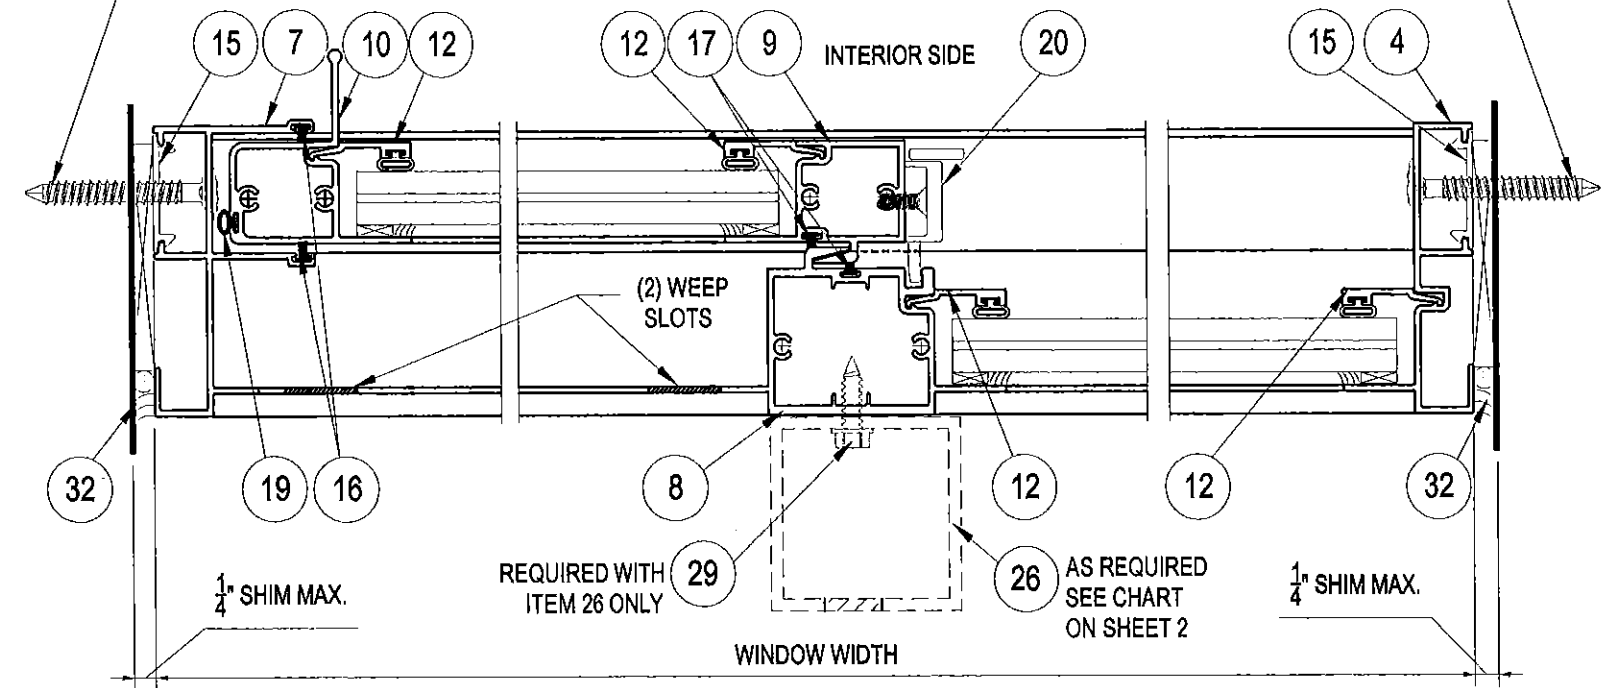 15 7 10 12 12 17 9 INTERIOR SIDE 20 15 4
(2) WEEP
SLOTS
32 19 16 8 12 12 32
REQUIRED WITH
ITEM 26 ONLY
29
26
AS REQUIRED
SEE CHART
ON SHEET 2
1/4" SHIM MAX.
1/4" SHIM MAX.
WINDOW WIDTH